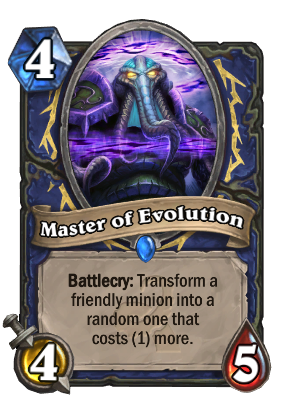 4
Master of Evolution
Battlecry: Transform a
friendly minion into a
random one that
costs (1) more.
4
5